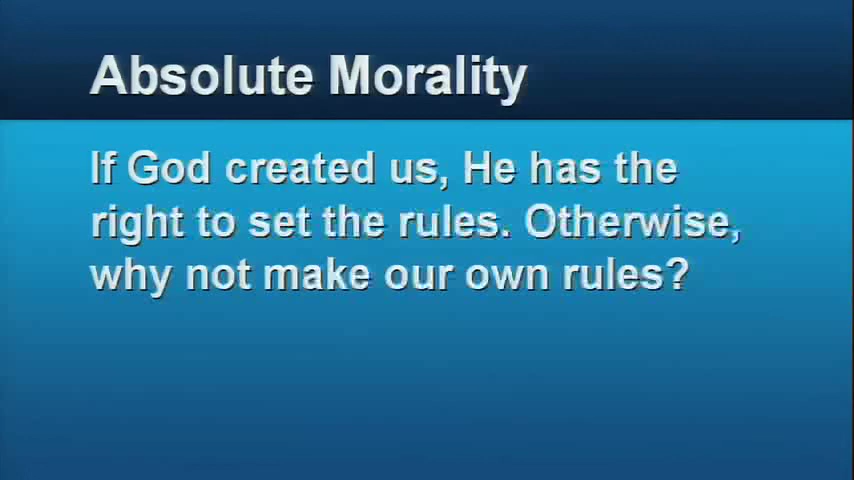 Absolute Morality
If God created us, He has the
right to set the rules. Otherwise,
why not make our own rules?